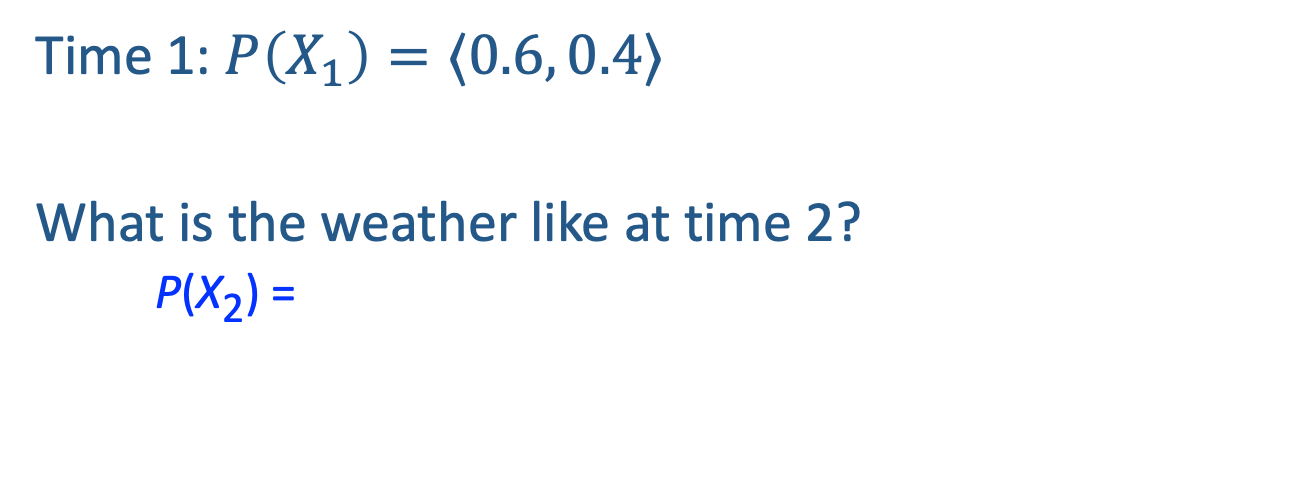 Time 1: P(X₁) = ⟨0.6, 0.4⟩
What is the weather like at time 2?
P(X₂) =